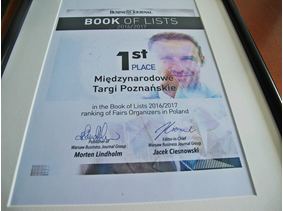 BUSINESS JOURNAL
BOOK OF LISTS
2016/2017
1st
PLACE
Międzynarodowe
Targi Poznańskie
in the Book of Lists 2016/2017
ranking of Fairs Organizers in Poland
Publisher of
Warsaw Business Journal Group
Morten Lindholm
Editor in Chief
Warsaw Business Journal Group
Jacek Ciesnowski